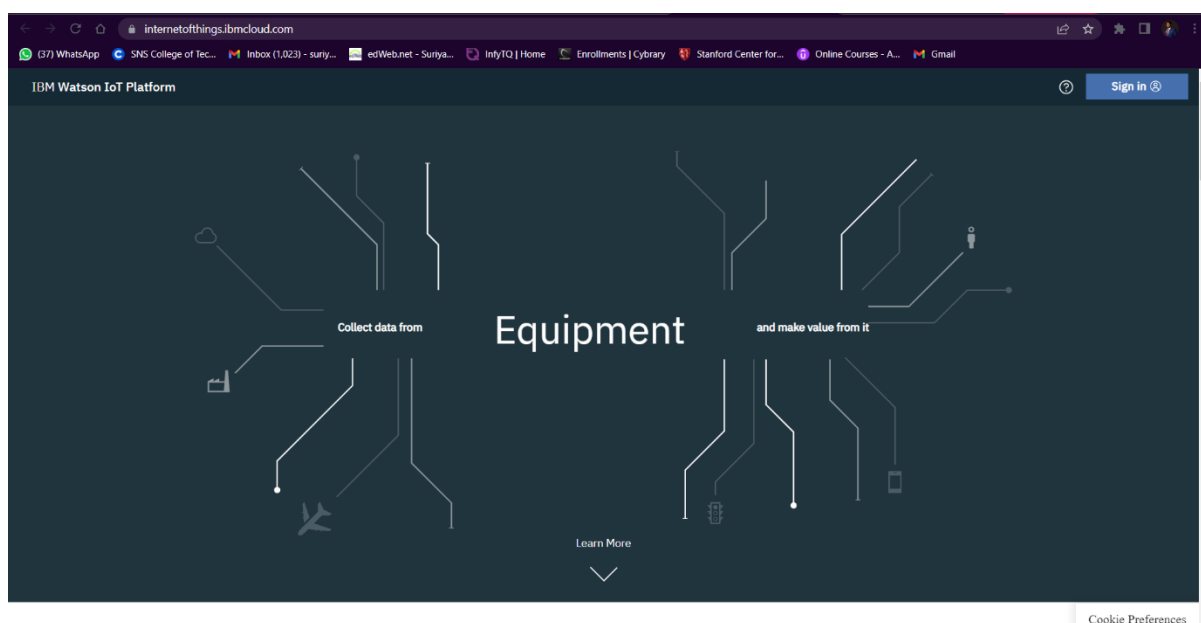 internetofthings.ibmcloud.com
(37) WhatsApp SNS College of Tec... Inbox (1,023) - suriy... edWeb.net - Suriya... InfyTQ | Home Enrollments | Cybrary Stanford Center for... Online Courses - A... Gmail
IBM Watson IoT Platform Sign in
Collect data from Equipment and make value from it
Learn More
Cookie Preferences